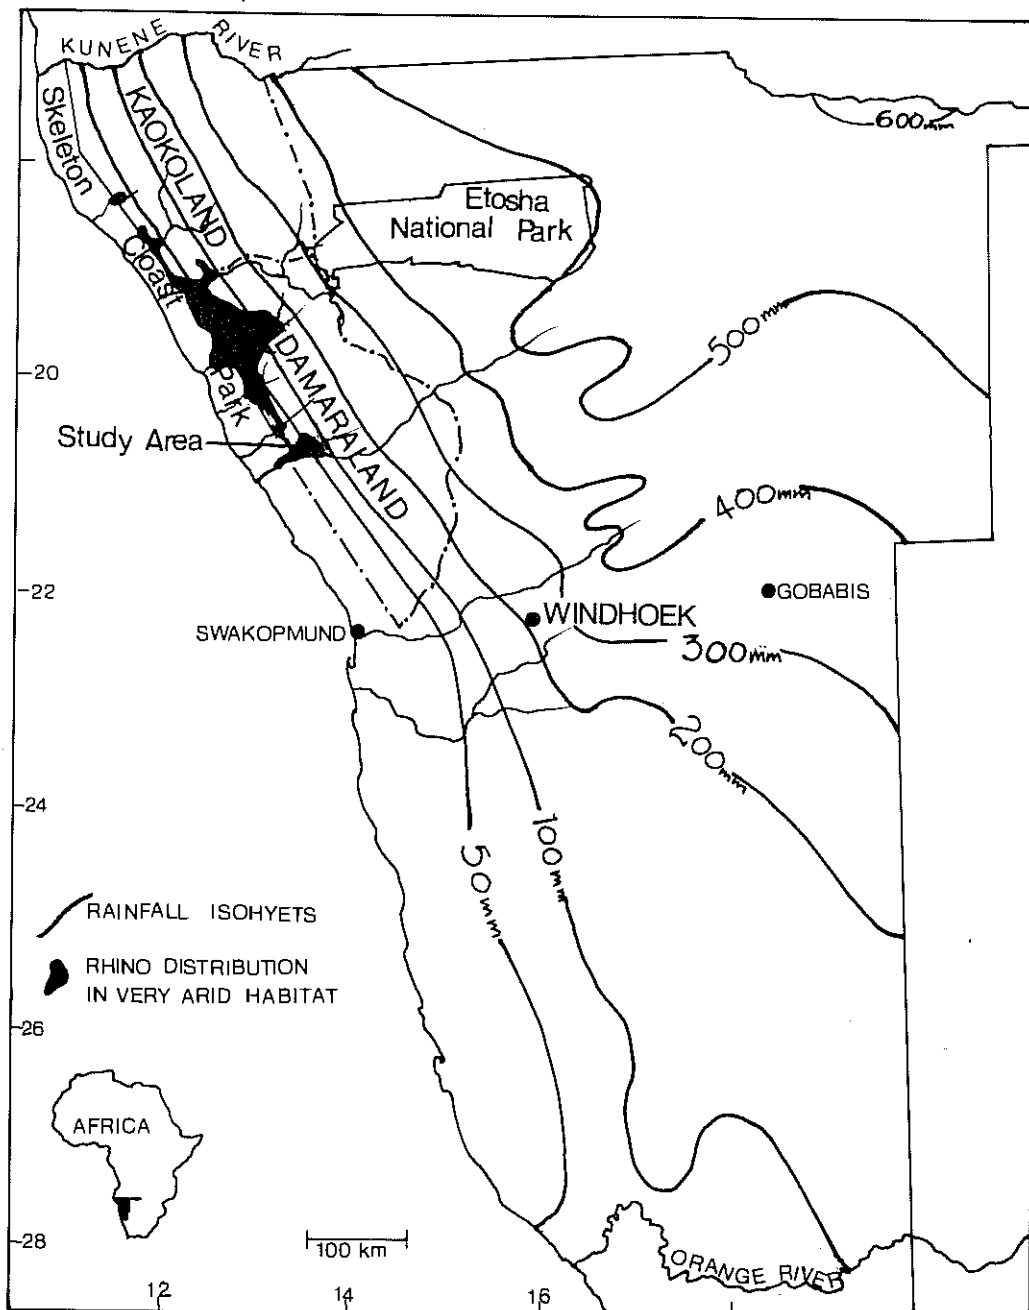 KUNENE RIVER
Skeleton
Coast
Park
KAOKOLAND
DAMARALAND
600mm
Etosha
National Park
500mm
-20
Study Area
400mm
-22
GOBABIS
WINDHOEK
SWAKOPMUND
300mm
200mm
-24
100mm
50mm
RAINFALL ISOHYETS
RHINO DISTRIBUTION
IN VERY ARID HABITAT
-26
AFRICA
-28
100 km
ORANGE RIVER
12 14 16